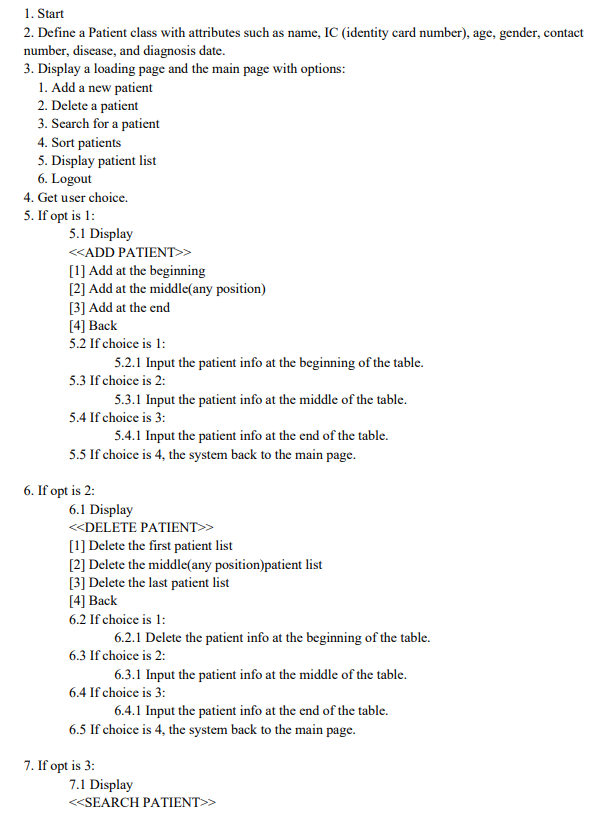 1. Start
2. Define a Patient class with attributes such as name, IC (identity card number), age, gender, contact
number, disease, and diagnosis date.
3. Display a loading page and the main page with options:
1. Add a new patient
2. Delete a patient
3. Search for a patient
4. Sort patients
5. Display patient list
6. Logout
4. Get user choice.
5. If opt is 1:
5.1 Display
<<ADD PATIENT>>
[1] Add at the beginning
[2] Add at the middle(any position)
[3] Add at the end
[4] Back
5.2 If choice is 1:
5.2.1 Input the patient info at the beginning of the table.
5.3 If choice is 2:
5.3.1 Input the patient info at the middle of the table.
5.4 If choice is 3:
5.4.1 Input the patient info at the end of the table.
5.5 If choice is 4, the system back to the main page.
6. If opt is 2:
6.1 Display
<<DELETE PATIENT>>
[1] Delete the first patient list
[2] Delete the middle(any position)patient list
[3] Delete the last patient list
[4] Back
6.2 If choice is 1:
6.2.1 Delete the patient info at the beginning of the table.
6.3 If choice is 2:
6.3.1 Input the patient info at the middle of the table.
6.4 If choice is 3:
6.4.1 Input the patient info at the end of the table.
6.5 If choice is 4, the system back to the main page.
7. If opt is 3:
7.1 Display
<<SEARCH PATIENT>>